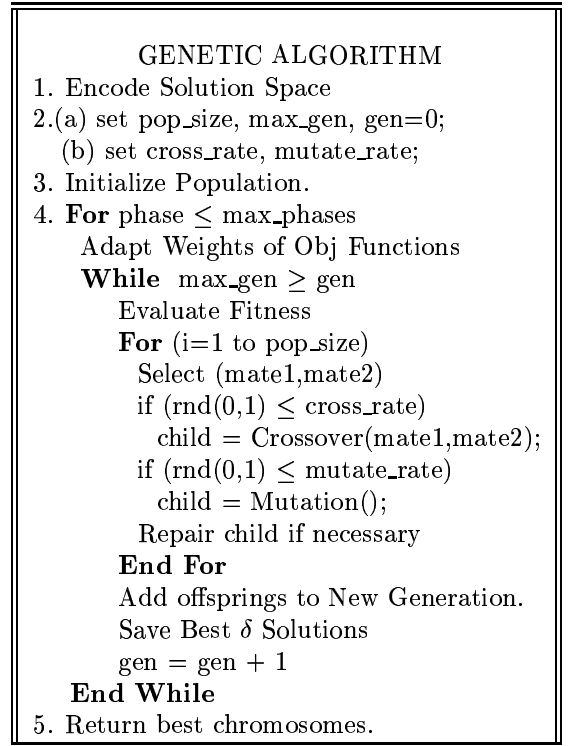 GENETIC ALGORITHM
1. Encode Solution Space
2.(a) set pop_size, max_gen, gen=0;
(b) set cross_rate, mutate_rate;
3. Initialize Population.
4. For phase ≤ max_phases
Adapt Weights of Obj Functions
While max_gen ≥ gen
Evaluate Fitness
For (i=1 to pop_size)
Select (mate1,mate2)
if (rnd(0,1) ≤ cross_rate)
child = Crossover(mate1,mate2);
if (rnd(0,1) ≤ mutate_rate)
child = Mutation();
Repair child if necessary
End For
Add offsprings to New Generation.
Save Best δ Solutions
gen = gen + 1
End While
5. Return best chromosomes.